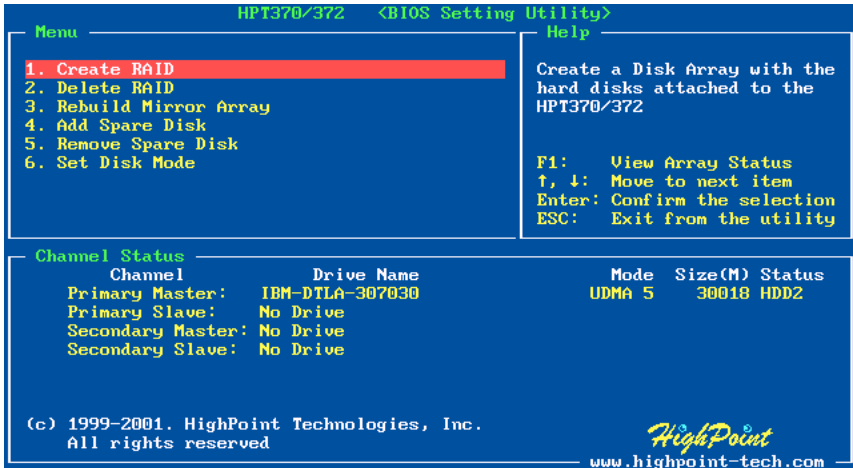 HPT370/372 <BIOS Setting Utility>
Menu
1. Create RAID
2. Delete RAID
3. Rebuild Mirror Array
4. Add Spare Disk
5. Remove Spare Disk
6. Set Disk Mode
Help
Create a Disk Array with the
hard disks attached to the
HPT370/372
F1: View Array Status
↑, ↓: Move to next item
Enter: Confirm the selection
ESC: Exit from the utility
Channel Status
Channel Drive Name Mode Size(M) Status
Primary Master: IBM-DTLA-307030 UDMA 5 30018 HDD2
Primary Slave: No Drive
Secondary Master: No Drive
Secondary Slave: No Drive
(c) 1999-2001. HighPoint Technologies, Inc.
All rights reserved
HighPoint
www.highpoint-tech.com